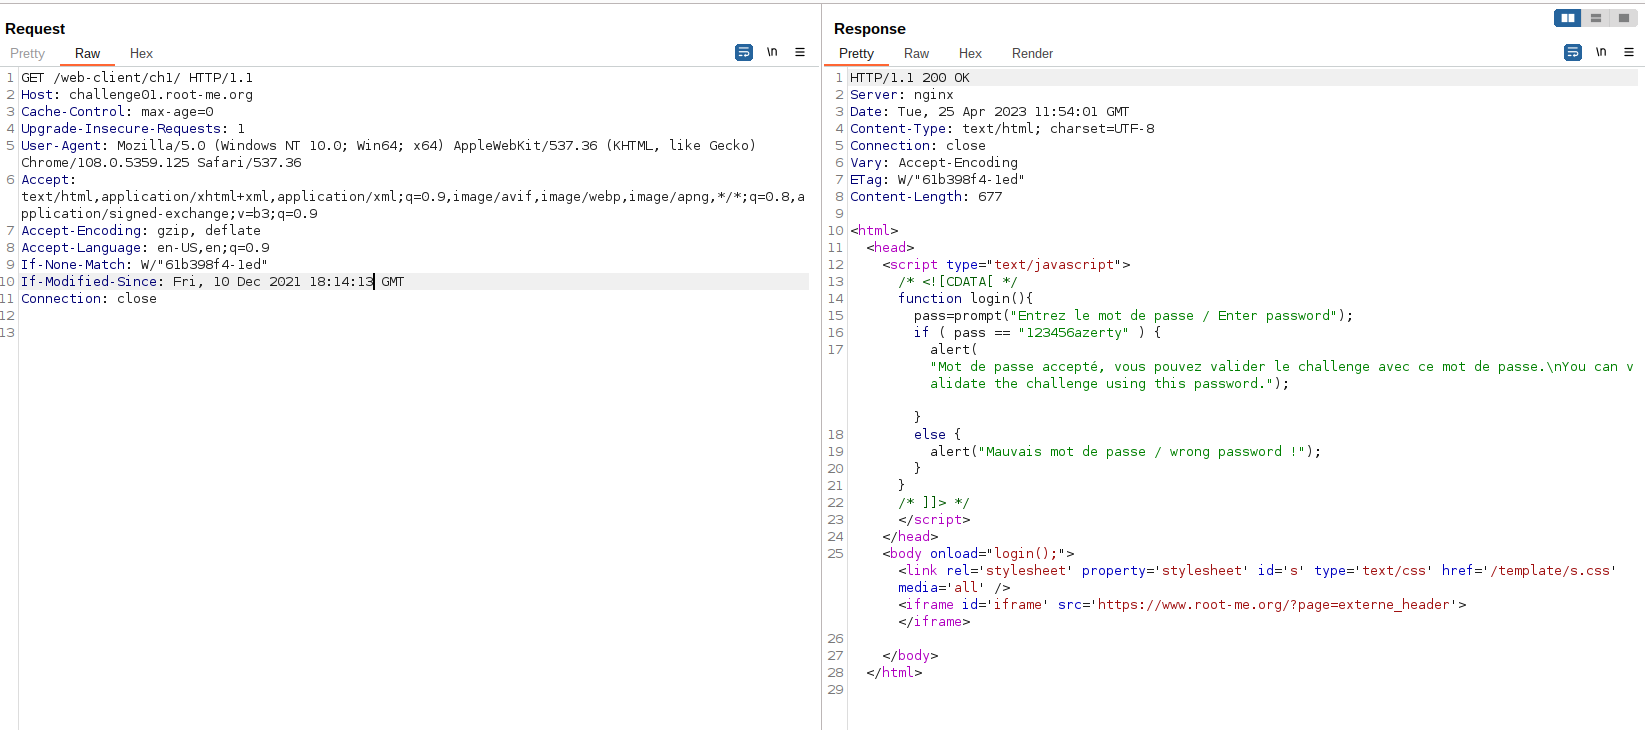 Request
Pretty Raw Hex \n
1 GET /web-client/ch1/ HTTP/1.1
2 Host: challenge01.root-me.org
3 Cache-Control: max-age=0
4 Upgrade-Insecure-Requests: 1
5 User-Agent: Mozilla/5.0 (Windows NT 10.0; Win64; x64) AppleWebKit/537.36 (KHTML, like Gecko)
Chrome/108.0.5359.125 Safari/537.36
6 Accept:
text/html,application/xhtml+xml,application/xml;q=0.9,image/avif,image/webp,image/apng,*/*;q=0.8,a
pplication/signed-exchange;v=b3;q=0.9
7 Accept-Encoding: gzip, deflate
8 Accept-Language: en-US,en;q=0.9
9 If-None-Match: W/"61b398f4-1ed"
10 If-Modified-Since: Fri, 10 Dec 2021 18:14:13 GMT
11 Connection: close
12
13
Response
Pretty Raw Hex Render \n
1 HTTP/1.1 200 OK
2 Server: nginx
3 Date: Tue, 25 Apr 2023 11:54:01 GMT
4 Content-Type: text/html; charset=UTF-8
5 Connection: close
6 Vary: Accept-Encoding
7 ETag: W/"61b398f4-1ed"
8 Content-Length: 677
9
10 <html>
11 <head>
12 <script type="text/javascript">
13 /* <![CDATA[ */
14 function login(){
15 pass=prompt("Entrez le mot de passe / Enter password");
16 if ( pass == "123456azerty" ) {
17 alert(
"Mot de passe accepté, vous pouvez valider le challenge avec ce mot de passe.\nYou can v
alidate the challenge using this password.");
}
18 else {
19 alert("Mauvais mot de passe / wrong password !");
20 }
21 }
22 /* ]]> */
23 </script>
24 </head>
25 <body onload="login();">
<link rel='stylesheet' property='stylesheet' id='s' type='text/css' href='/template/s.css'
media='all' />
<iframe id='iframe' src='https://www.root-me.org/?page=externe_header'>
</iframe>
26
27 </body>
28 </html>
29